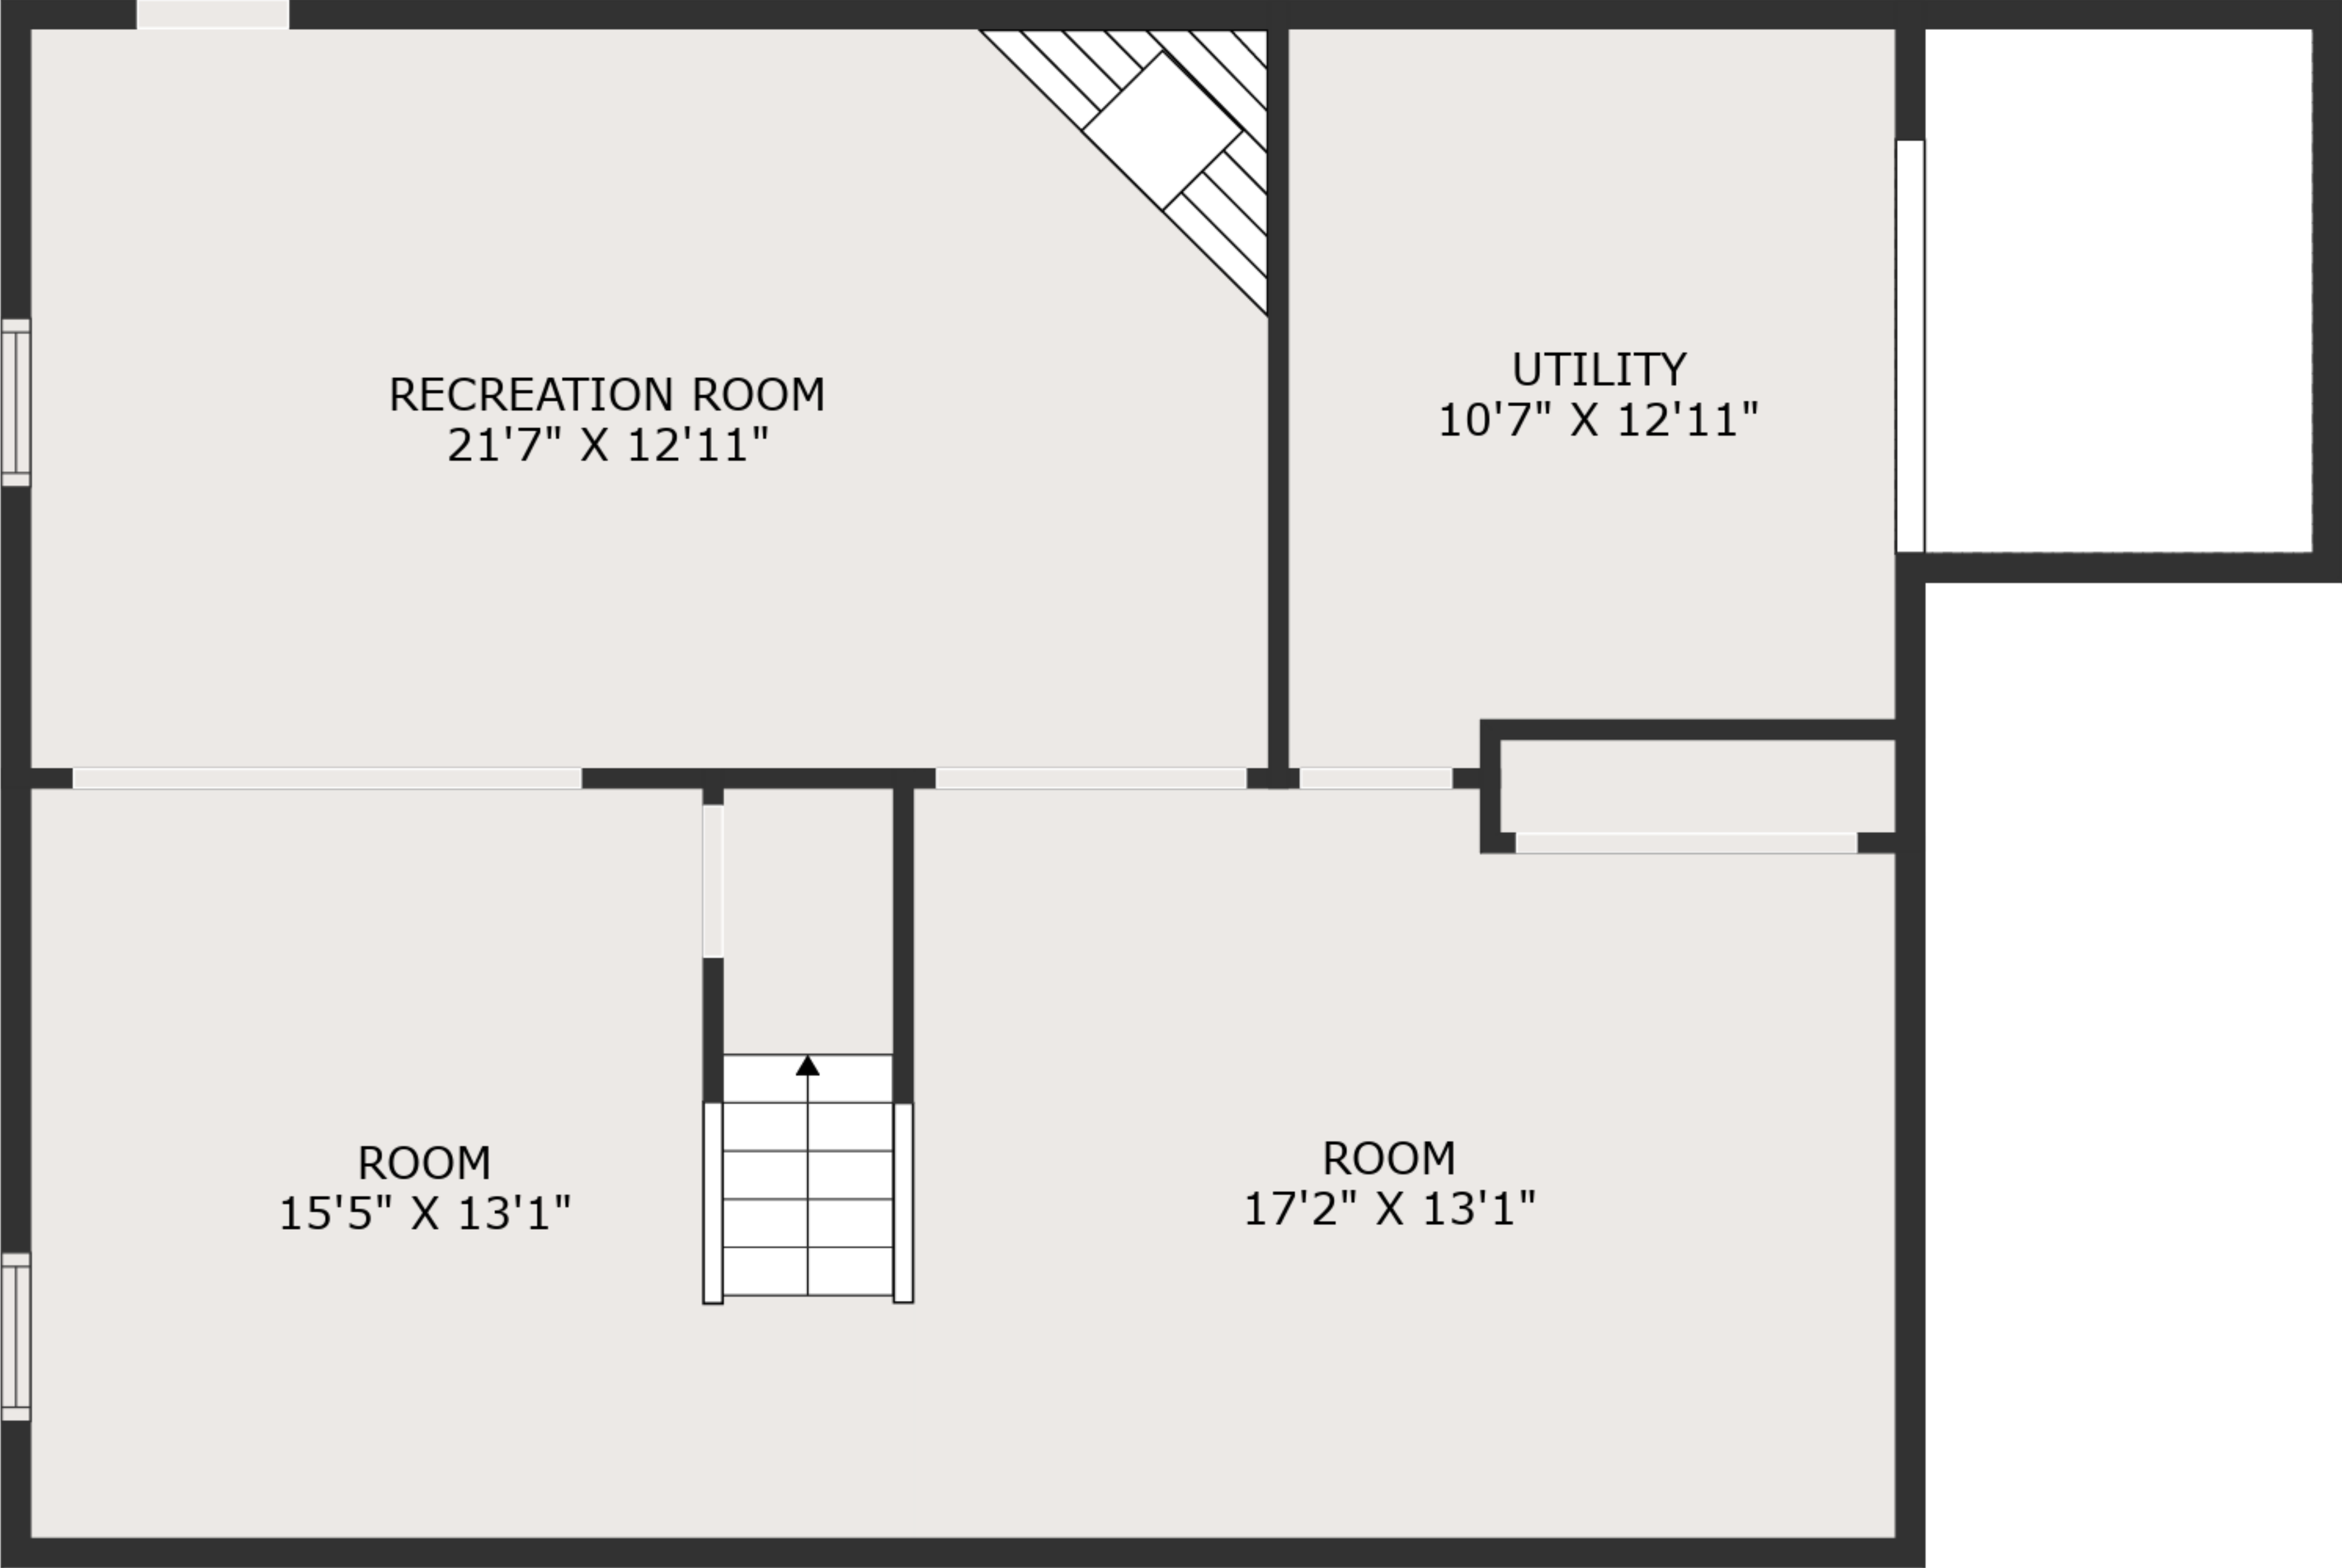 RECREATION ROOM
21'7" X 12'11"
UTILITY
10'7" X 12'11"
ROOM
15'5" X 13'1"
ROOM
17'2" X 13'1"